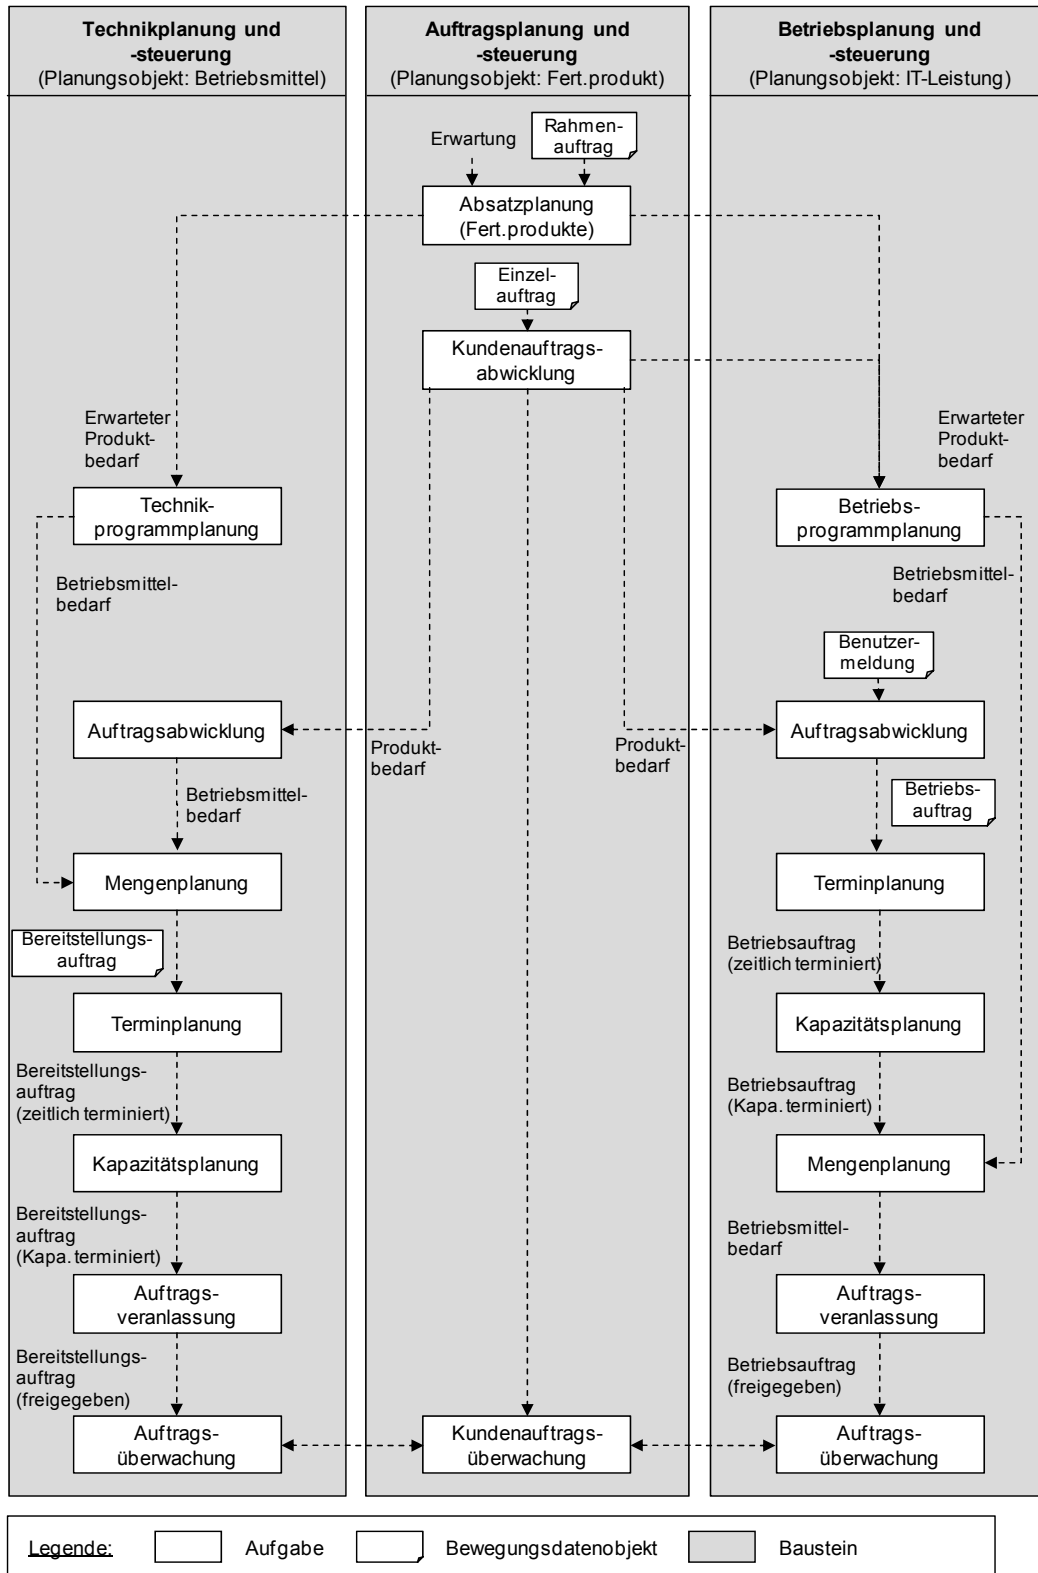 Technikplanung und
-steuerung
(Planungsobjekt: Betriebsmittel)
Auftragsplanung und
-steuerung
(Planungsobjekt: Fert.produkt)
Betriebsplanung und
-steuerung
(Planungsobjekt: IT-Leistung)
Erwartung
Rahmen-
auftrag
Absatzplanung
(Fert.produkte)
Einzel-
auftrag
Kundenauftrags-
abwicklung
Erwarteter
Produkt-
bedarf
Erwarteter
Produkt-
bedarf
Technik-
programmplanung
Betriebs-
programmplanung
Betriebsmittel-
bedarf
Betriebsmittel-
bedarf
Benutzer-
meldung
Auftragsabwicklung
Produkt-
bedarf
Produkt-
bedarf
Auftragsabwicklung
Betriebsmittel-
bedarf
Betriebs-
auftrag
Mengenplanung
Terminplanung
Bereitstellungs-
auftrag
Betriebsauftrag
(zeitlich terminiert)
Terminplanung
Kapazitätsplanung
Bereitstellungs-
auftrag
(zeitlich terminiert)
Betriebsauftrag
(Kapa. terminiert)
Kapazitätsplanung
Mengenplanung
Bereitstellungs-
auftrag
(Kapa. terminiert)
Betriebsmittel-
bedarf
Auftrags-
veranlassung
Auftrags-
veranlassung
Bereitstellungs-
auftrag
(freigegeben)
Betriebsauftrag
(freigegeben)
Auftrags-
überwachung
Kundenauftrags-
überwachung
Auftrags-
überwachung
Legende:
Aufgabe
Bewegungsdatenobjekt
Baustein